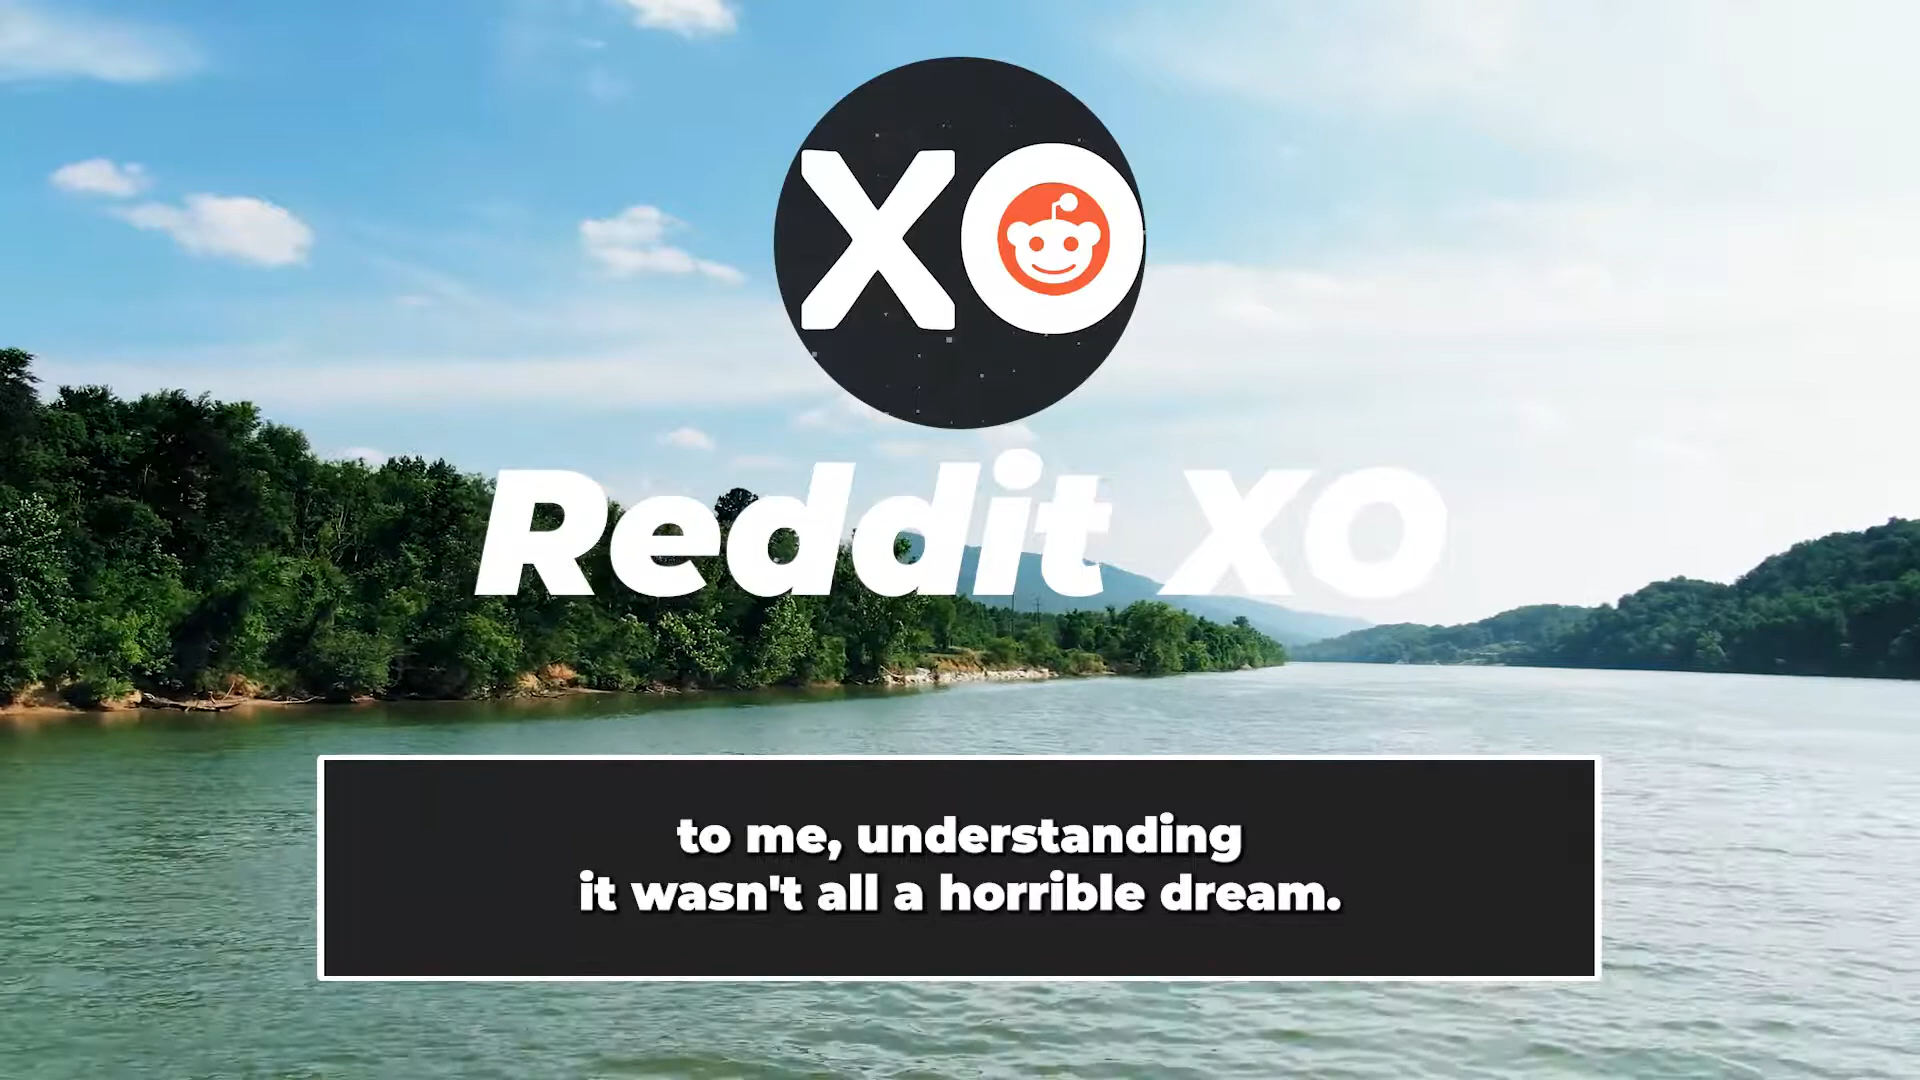 XO
Reddit XO
to me, understanding
it wasn't all a horrible dream.